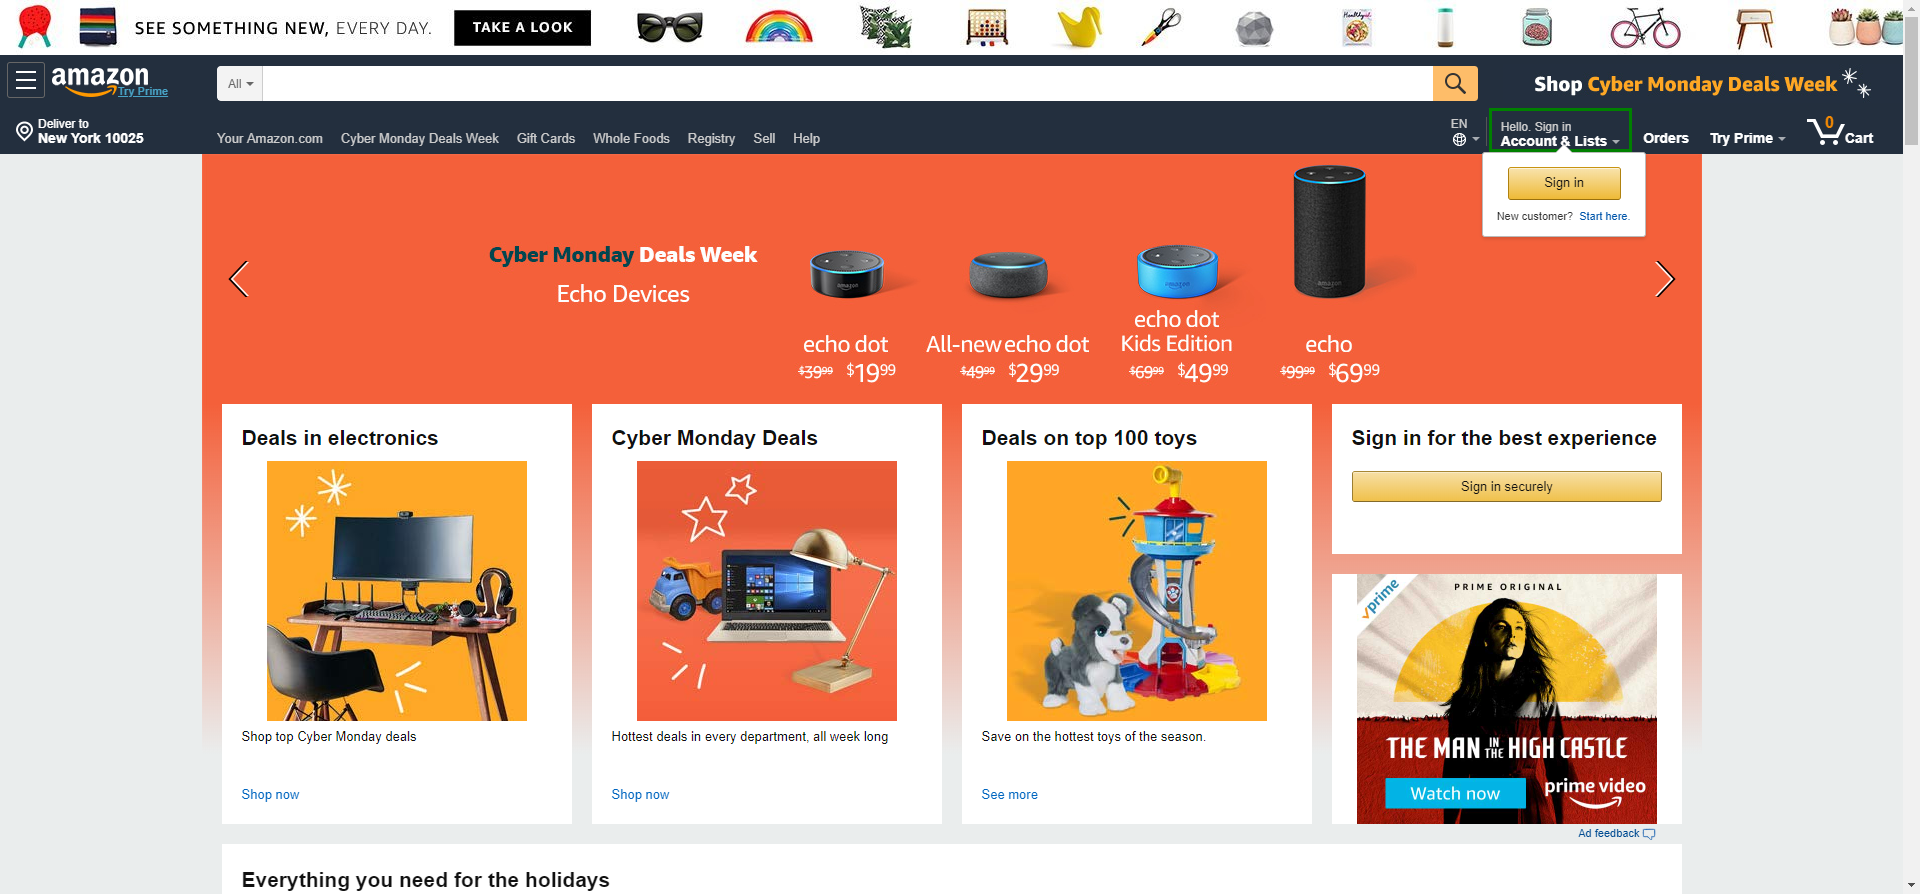 SEE SOMETHING NEW, EVERY DAY. TAKE A LOOK
Healthyish
amazon
Try Prime
All
Shop Cyber Monday Deals Week
Deliver to
New York 10025
Your Amazon.com Cyber Monday Deals Week Gift Cards Whole Foods Registry Sell Help
EN
Hello. Sign in
Account & Lists
Orders
Try Prime
0
Cart
Sign in
New customer? Start here.
Cyber Monday Deals Week
Echo Devices
echo dot
$39.99 $19.99
All-new echo dot
$49.99 $29.99
echo dot
Kids Edition
$69.99 $49.99
echo
$99.99 $69.99
Deals in electronics
Shop top Cyber Monday deals
Shop now
Cyber Monday Deals
Hottest deals in every department, all week long
Shop now
Deals on top 100 toys
Save on the hottest toys of the season.
See more
Sign in for the best experience
Sign in securely
prime
PRIME ORIGINAL
THE MAN IN THE HIGH CASTLE
Watch now
prime video
Ad feedback
Everything you need for the holidays